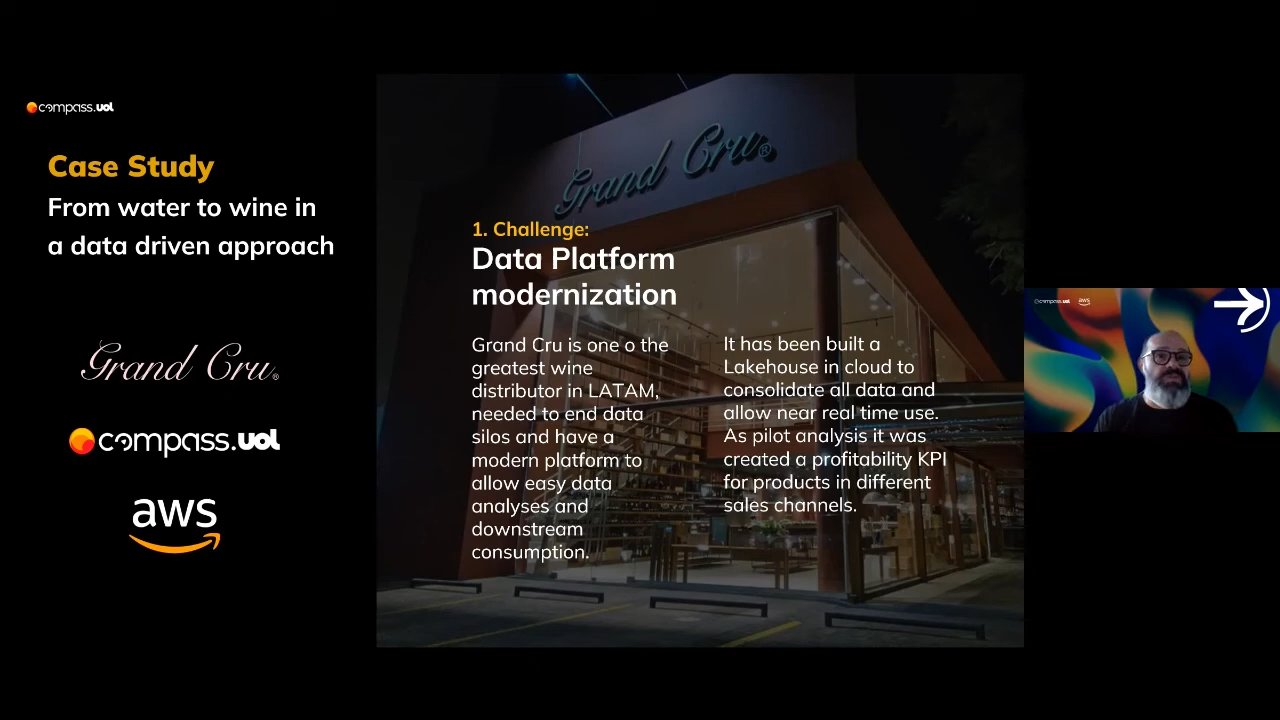 compass.uol
Case Study
From water to wine in
a data driven approach
Grand Cru®
compass.uol
aws
Grand Cru®
1. Challenge:
Data Platform
modernization
Grand Cru is one o the
greatest wine
distributor in LATAM,
needed to end data
silos and have a
modern platform to
allow easy data
analyses and
downstream
consumption.
It has been built a
Lakehouse in cloud to
consolidate all data and
allow near real time use.
As pilot analysis it was
created a profitability KPI
for products in different
sales channels.
compass.uol aws